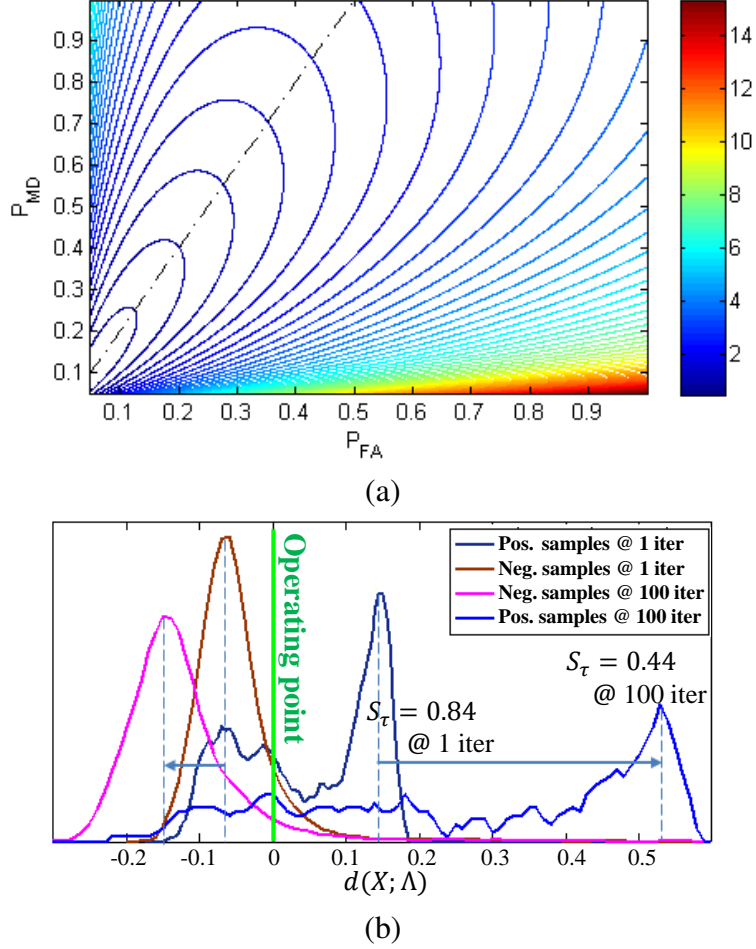 0.9
0.8
0.7
0.6
0.5
0.4
0.3
0.2
0.1
P_MD
0.1 0.2 0.3 0.4 0.5 0.6 0.7 0.8 0.9
P_FA
14
12
10
8
6
4
2
(a)
Operating point
Pos. samples @ 1 iter
Neg. samples @ 1 iter
Neg. samples @ 100 iter
Pos. samples @ 100 iter
S_τ = 0.44
@ 100 iter
S_τ = 0.84
@ 1 iter
-0.2 -0.1 0 0.1 0.2 0.3 0.4 0.5
d(X; Λ)
(b)